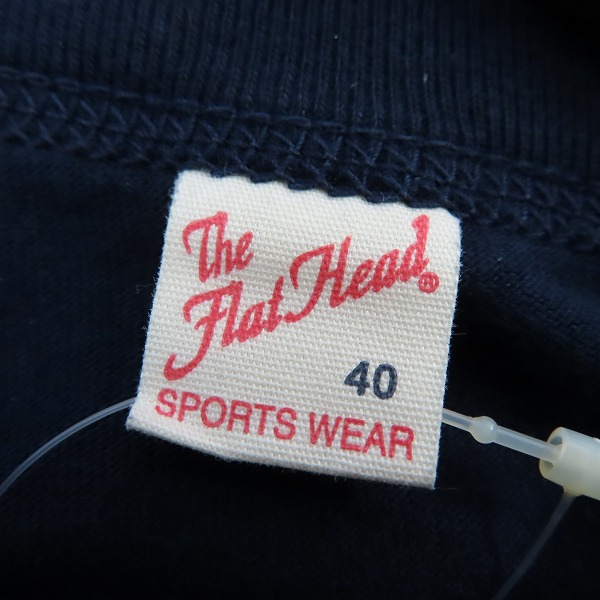 The
Flat Head®
40
SPORTS WEAR